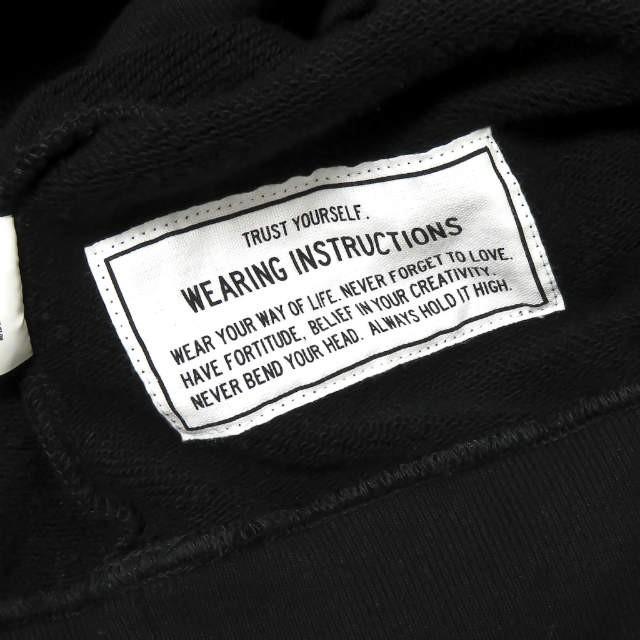 TRUST YOURSELF.
WEARING INSTRUCTIONS
WEAR YOUR WAY OF LIFE. NEVER FORGET TO LOVE.
HAVE FORTITUDE, BELIEF IN YOUR CREATIVITY.
NEVER BEND YOUR HEAD. ALWAYS HOLD IT HIGH.